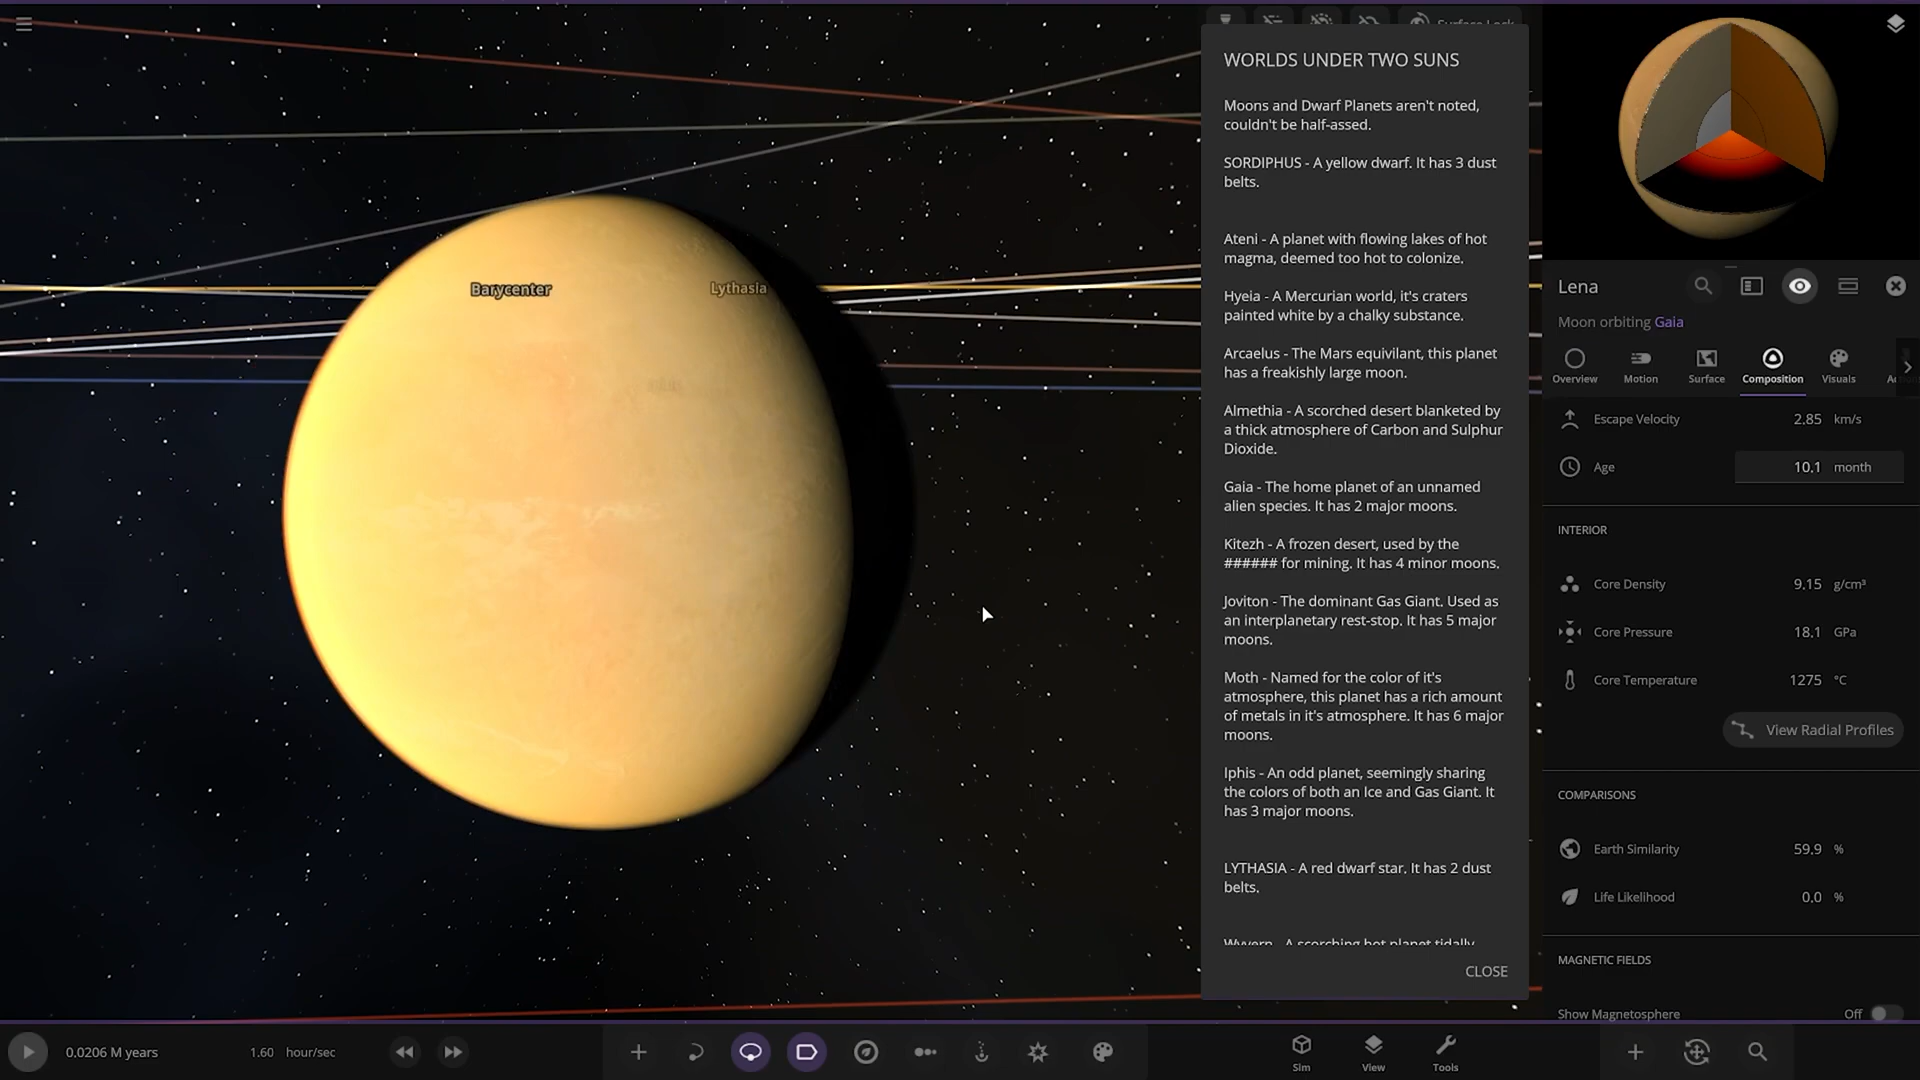 Surface Lock
WORLDS UNDER TWO SUNS
Moons and Dwarf Planets aren't noted,
couldn't be half-assed.
SORDIPHUS - A yellow dwarf. It has 3 dust
belts.
Ateni - A planet with flowing lakes of hot
magma, deemed too hot to colonize.
Hyeia - A Mercurian world, it's craters
painted white by a chalky substance.
Arcaelus - The Mars equivilant, this planet
has a freakishly large moon.
Almethia - A scorched desert blanketed by
a thick atmosphere of Carbon and Sulphur
Dioxide.
Gaia - The home planet of an unnamed
alien species. It has 2 major moons.
Kitezh - A frozen desert, used by the
###### for mining. It has 4 minor moons.
Joviton - The dominant Gas Giant. Used as
an interplanetary rest-stop. It has 5 major
moons.
Moth - Named for the color of it's
atmosphere, this planet has a rich amount
of metals in it's atmosphere. It has 6 major
moons.
Iphis - An odd planet, seemingly sharing
the colors of both an Ice and Gas Giant. It
has 3 major moons.
LYTHASIA - A red dwarf star. It has 2 dust
belts.
Wyvern - A scorching hot planet tidally
CLOSE
Barycenter
Lythasia
Lena
Moon orbiting Gaia
Overview
Motion
Surface
Composition
Visuals
Escape Velocity 2.85 km/s
Age 10.1 month
INTERIOR
Core Density 9.15 g/cm³
Core Pressure 18.1 GPa
Core Temperature 1275 °C
View Radial Profiles
COMPARISONS
Earth Similarity 59.9 %
Life Likelihood 0.0 %
MAGNETIC FIELDS
Show Magnetosphere Off
0.0206 M years
1.60 hour/sec
Sim
View
Tools